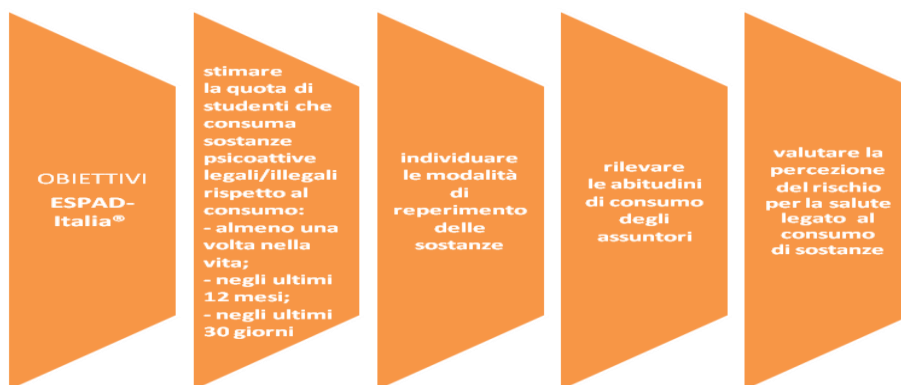 OBIETTIVI
ESPAD-
Italia®
stimare
la quota di
studenti che
consuma
sostanze
psicoattive
legali/illegali
rispetto al
consumo:
- almeno una
volta nella
vita;
- negli ultimi
12 mesi;
- negli ultimi
30 giorni
individuare
le modalità
di
reperimento
delle
sostanze
rilevare
le abitudini
di consumo
degli
assuntori
valutare la
percezione
del rischio
per la salute
legato al
consumo
di sostanze